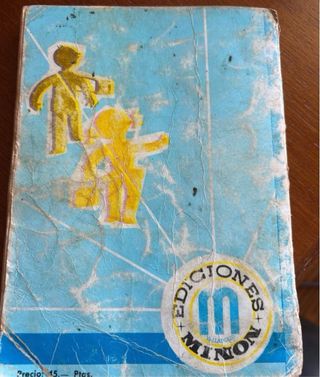 EDICIONES
MIÑON
Precio: 15.— Ptas.